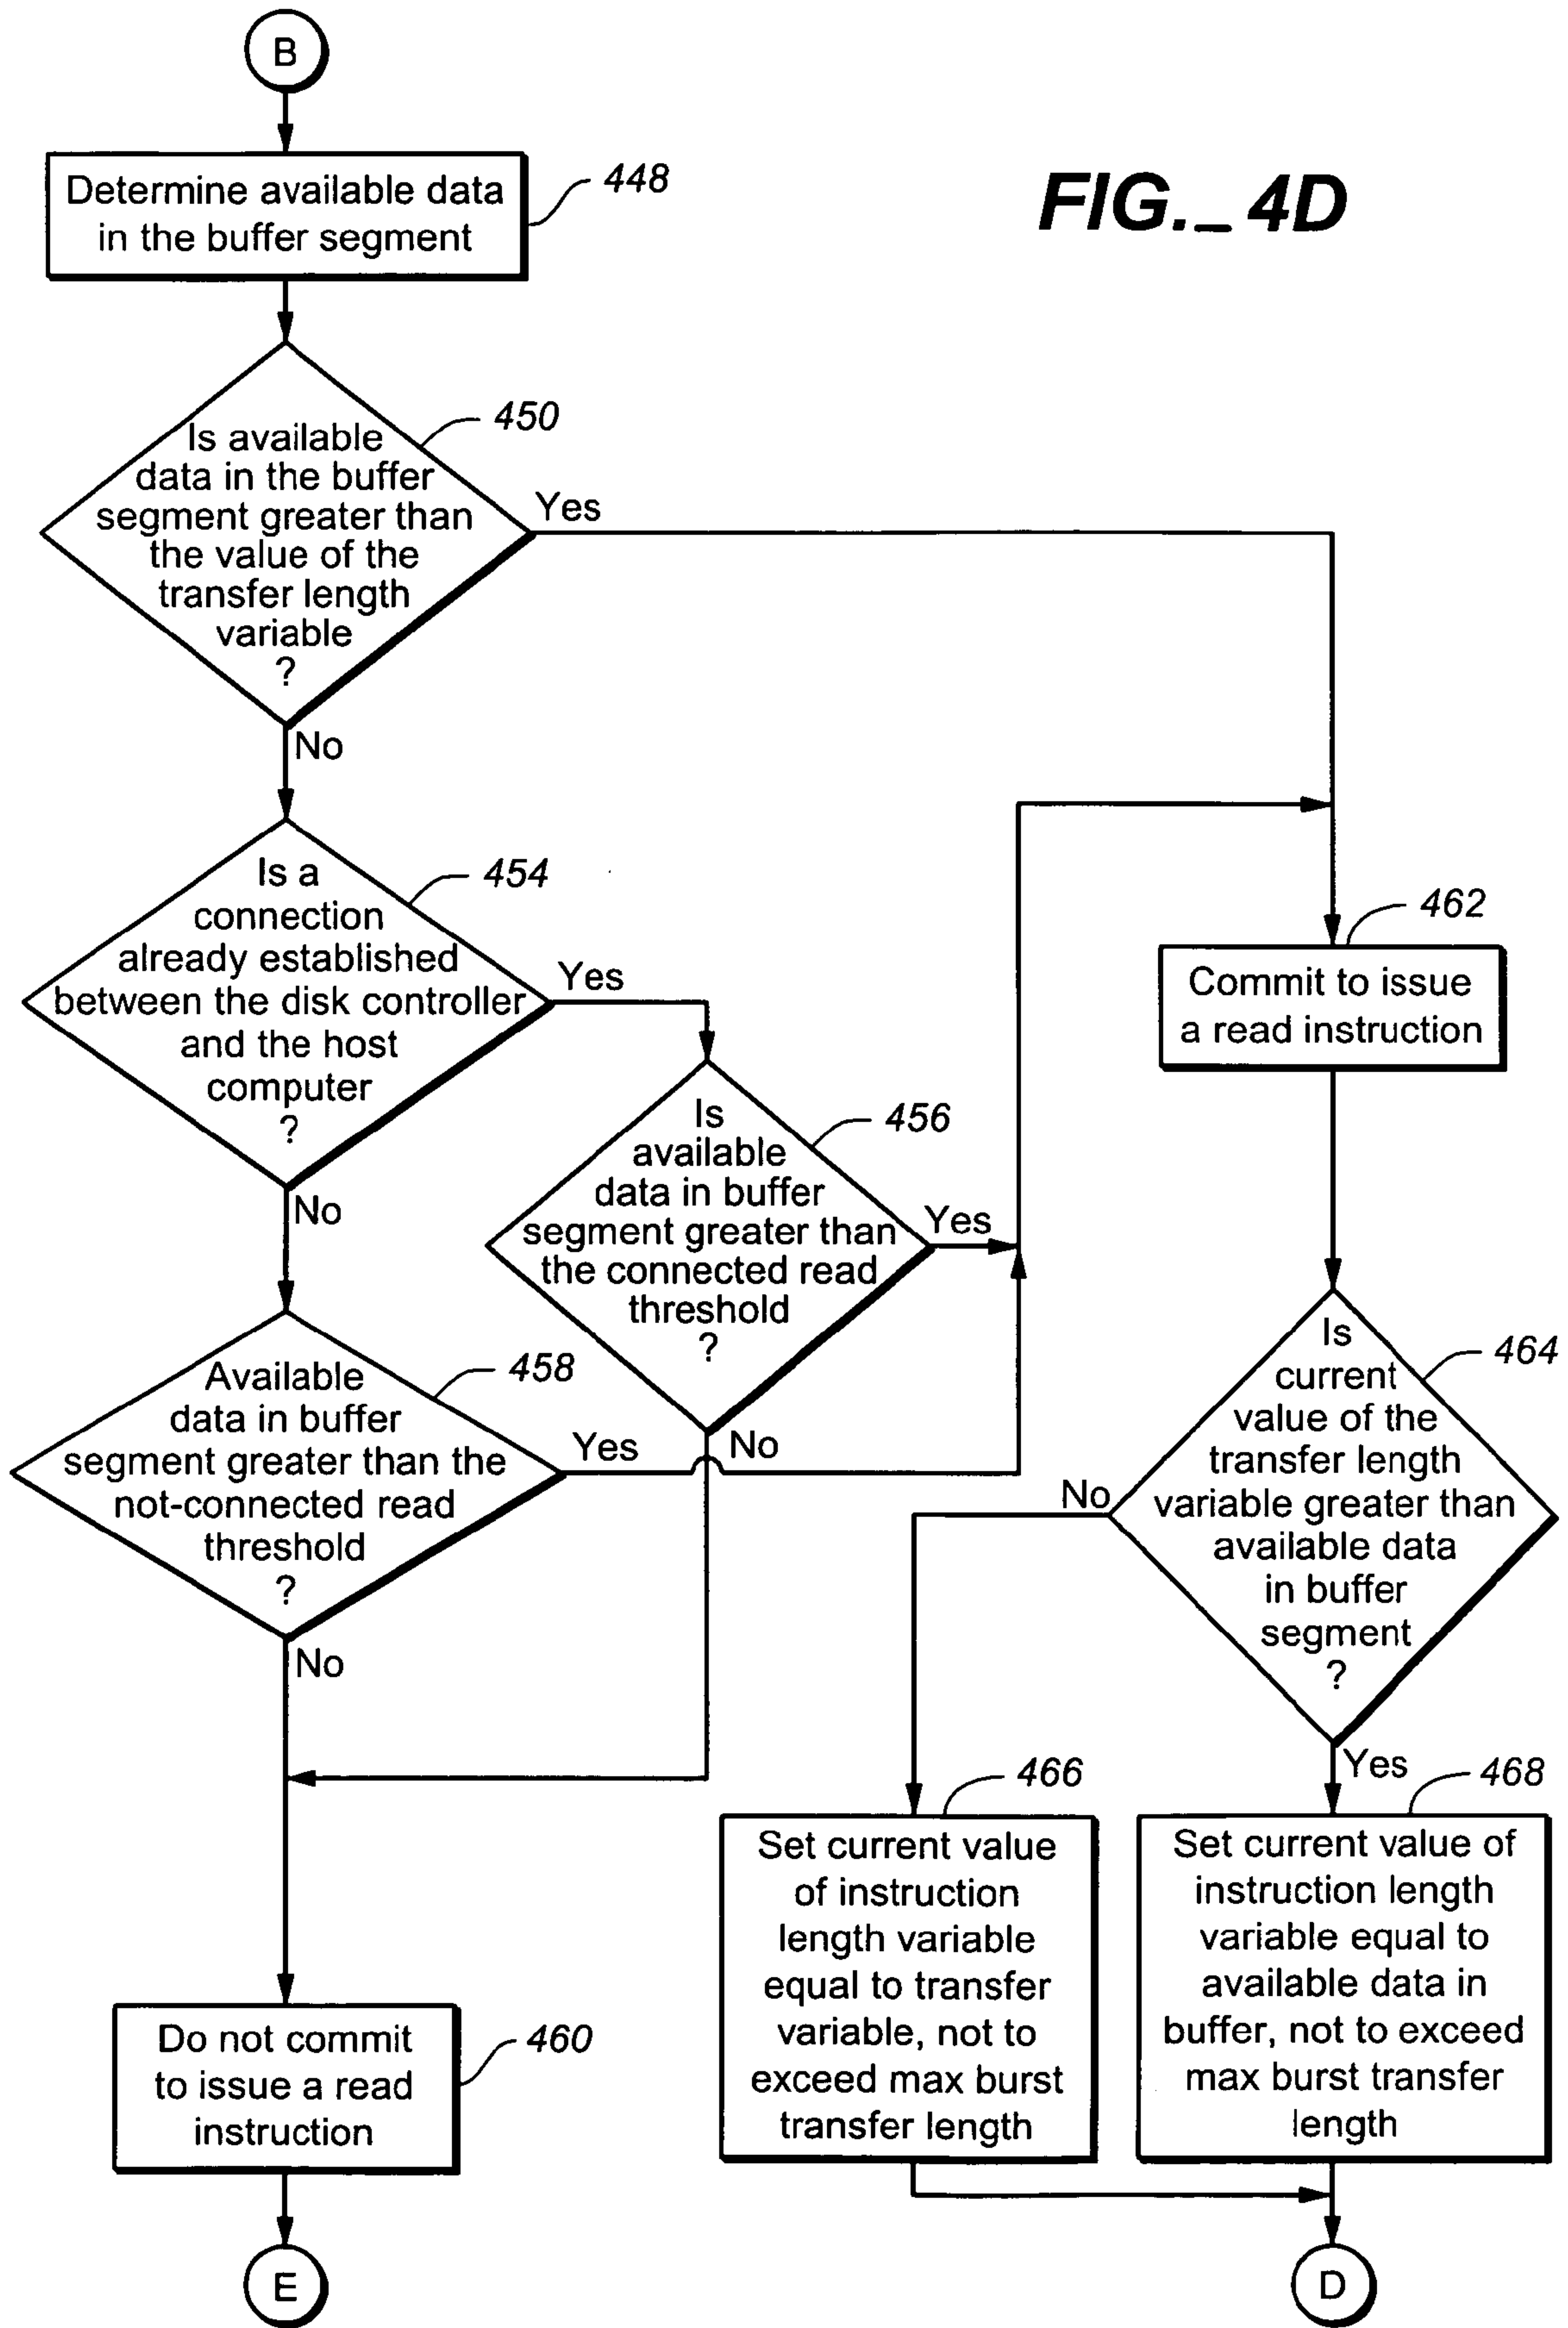 B
Determine available data
in the buffer segment
448
FIG._ 4D
Is available
data in the buffer
segment greater than
the value of the
transfer length
variable
?
450
Yes
No
Is a
connection
already established
between the disk controller
and the host
computer
?
454
Yes
No
Is
available
data in buffer
segment greater than
the connected read
threshold
?
456
Yes
No
Available
data in buffer
segment greater than the
not-connected read
threshold
?
458
Yes
No
Do not commit
to issue a read
instruction
460
E
Commit to issue
a read instruction
462
Is
current
value of the
transfer length
variable greater than
available data
in buffer
segment
?
464
No
Yes
Set current value
of instruction
length variable
equal to transfer
variable, not to
exceed max burst
transfer length
466
Set current value of
instruction length
variable equal to
available data in
buffer, not to exceed
max burst transfer
length
468
D